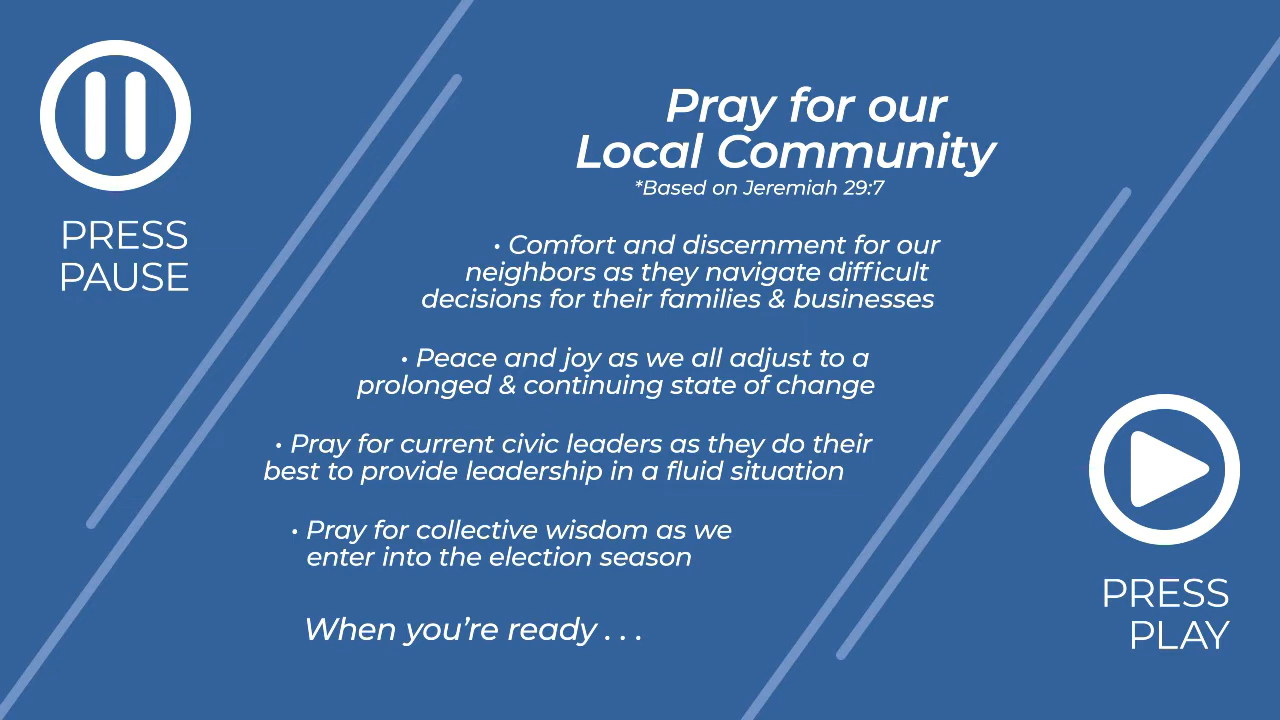 PRESS
PAUSE
Pray for our
Local Community
*Based on Jeremiah 29:7
• Comfort and discernment for our
neighbors as they navigate difficult
decisions for their families & businesses
• Peace and joy as we all adjust to a
prolonged & continuing state of change
• Pray for current civic leaders as they do their
best to provide leadership in a fluid situation
• Pray for collective wisdom as we
enter into the election season
When you’re ready . . .
PRESS
PLAY